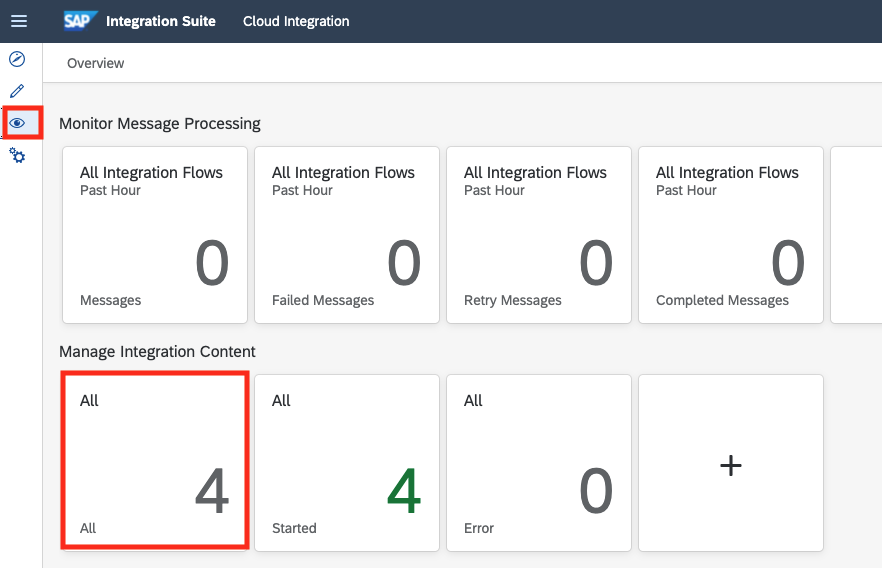 SAP Integration Suite Cloud Integration
Overview
Monitor Message Processing
All Integration Flows
Past Hour
0
Messages
All Integration Flows
Past Hour
0
Failed Messages
All Integration Flows
Past Hour
0
Retry Messages
All Integration Flows
Past Hour
0
Completed Messages
Manage Integration Content
All
4
All
All
4
Started
All
0
Error
+